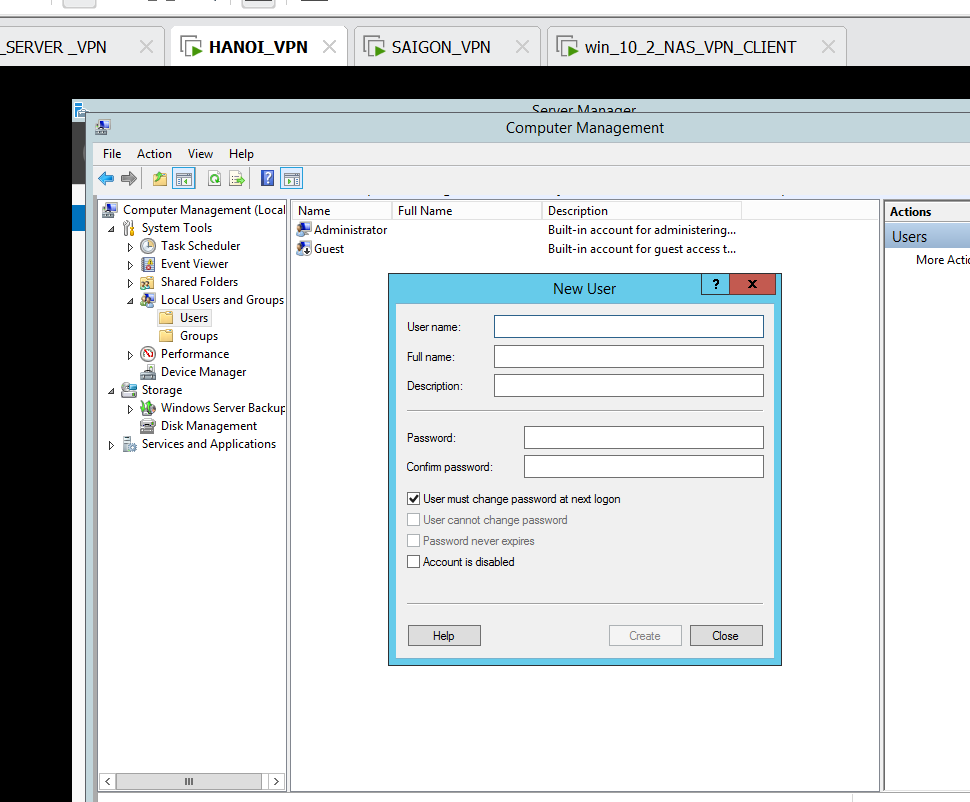 _SERVER _VPN
HANOI_VPN
SAIGON_VPN
win_10_2_NAS_VPN_CLIENT
Server Manager
Computer Management
File Action View Help
Computer Management (Local
System Tools
Task Scheduler
Event Viewer
Shared Folders
Local Users and Groups
Users
Groups
Performance
Device Manager
Storage
Windows Server Backup
Disk Management
Services and Applications
Name Full Name Description
Administrator Built-in account for administering...
Guest Built-in account for guest access t...
Actions
Users
More Actio
New User
?
User name:
Full name:
Description:
Password:
Confirm password:
User must change password at next logon
User cannot change password
Password never expires
Account is disabled
Help Create Close